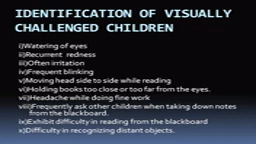 IDENTIFICATION OF VISUALLY
CHALLENGED CHILDREN
i)Watering of eyes
ii)Recurrent redness
iii)Often irritation
iv)Frequent blinking
v)Moving head side to side while reading
vi)Holding books too close or too far from the eyes.
vii)Headache while doing fine work
viii)Frequently ask other children when taking down notes
from the blackboard.
ix)Exhibit difficulty in reading from the blackboard
x)Difficulty in recognizing distant objects.